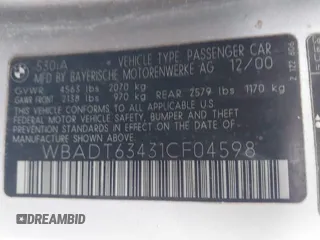 530iA VEHICLE TYPE PASSENGER CAR
MFD BY BAYERISCHE MOTORENWERKE AG 12/00
GVWR 4563 lbs 2070 kg
GAWR FRONT 2138 lbs 970 kg REAR 2579 lbs 1170 kg
THIS VEHICLE CONFORMS TO ALL APPLICABLE U.S.
FEDERAL MOTOR VEHICLE SAFETY, BUMPER AND
THEFT PREVENTION STANDARDS IN EFFECT ON THE DATE
OF MANUFACTURE SHOWN ABOVE.
WBADT63431CF04598
DREAMBID
DREAMBID.COM